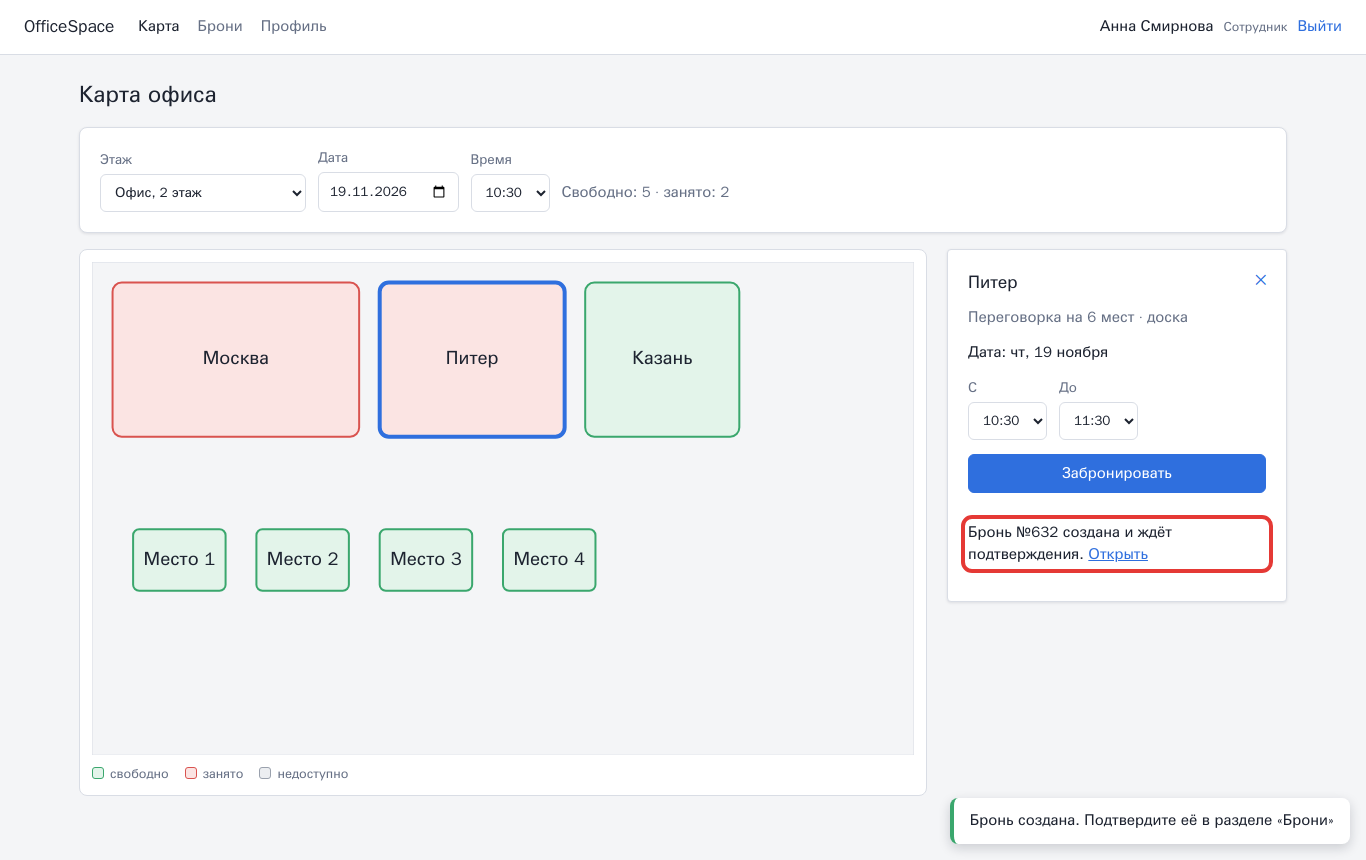 OfficeSpace Карта Брони Профиль Анна Смирнова Сотрудник Выйти
Карта офиса
Этаж Дата Время
Офис, 2 этаж 19.11.2026 10:30 Свободно: 5 · занято: 2
Москва Питер Казань
Место 1 Место 2 Место 3 Место 4
свободно занято недоступно
Питер
Переговорка на 6 мест · доска
Дата: чт, 19 ноября
С До
10:30 11:30
Забронировать
Бронь №632 создана и ждёт
подтверждения. Открыть
Бронь создана. Подтвердите её в разделе «Брони»